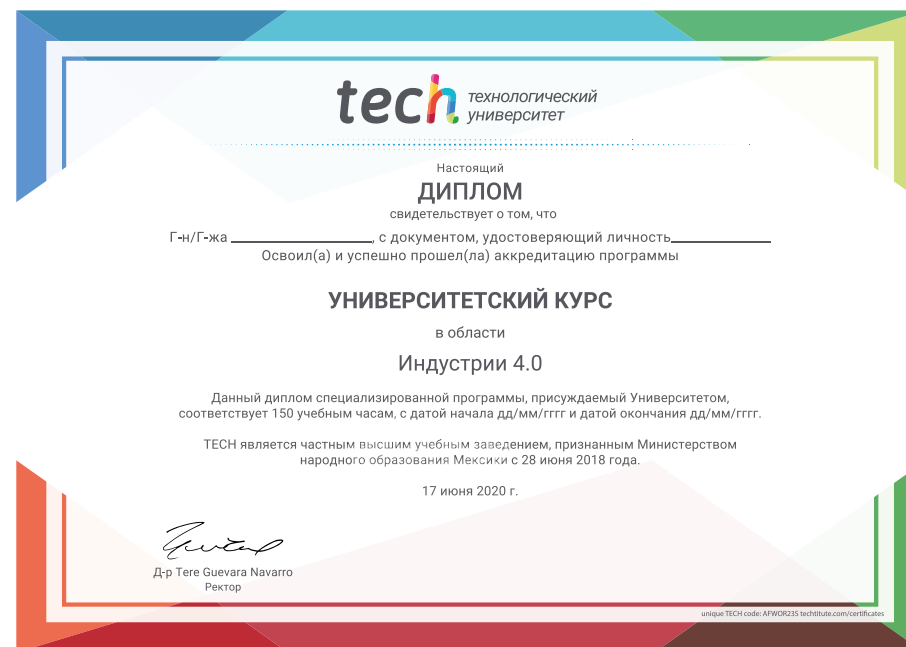 tech технологический
университет
Настоящий
ДИПЛОМ
свидетельствует о том, что
Г-н/Г-жа ____________________, с документом, удостоверяющий личность______________
Освоил(а) и успешно прошел(ла) аккредитацию программы
УНИВЕРСИТЕТСКИЙ КУРС
в области
Индустрии 4.0
Данный диплом специализированной программы, присуждаемый Университетом,
соответствует 150 учебным часам, с датой начала дд/мм/гггг и датой окончания дд/мм/гггг.
TECH является частным высшим учебным заведением, признанным Министерством
народного образования Мексики с 28 июня 2018 года.
17 июня 2020 г.
Д-р Tere Guevara Navarro
Ректор
unique TECH code: AFWOR23S techtitute.com/certificates